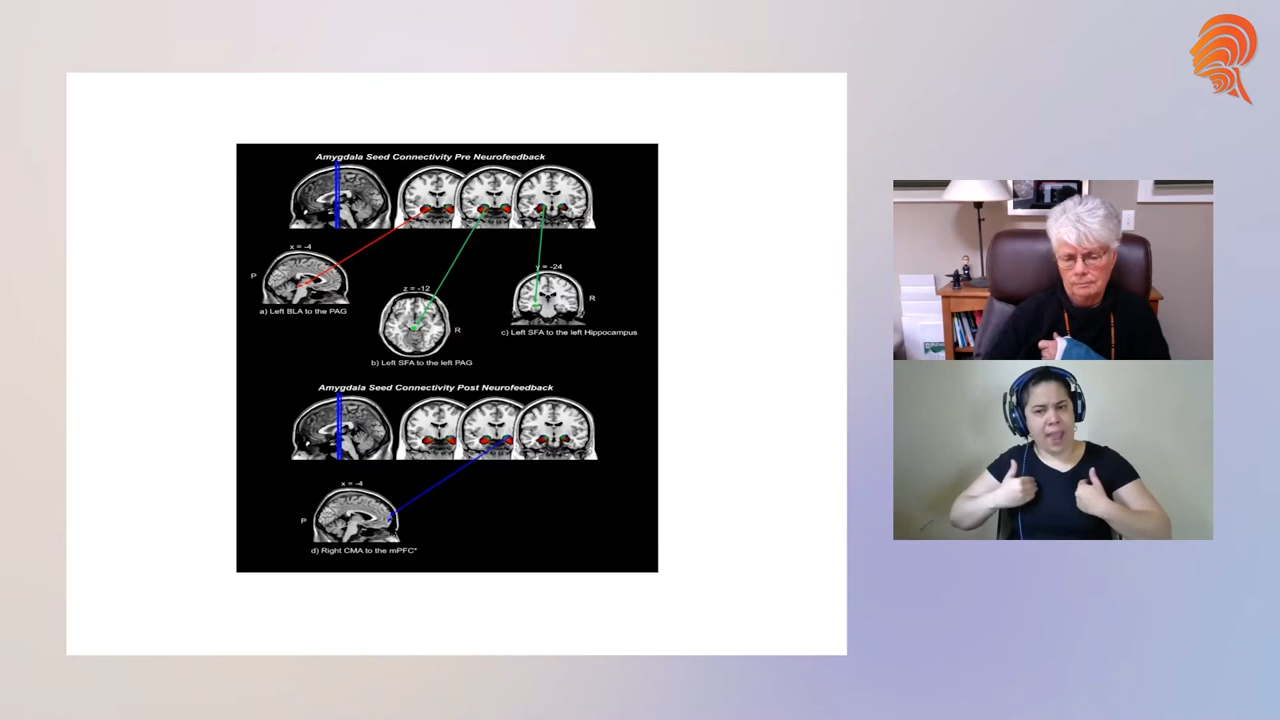 Amygdala Seed Connectivity Pre Neurofeedback
x = -4
P
a) Left BLA to the PAG
z = -12
R
b) Left SFA to the left PAG
y = -24
R
c) Left SFA to the left Hippocampus
Amygdala Seed Connectivity Post Neurofeedback
x = -4
P
d) Right CMA to the mPFC*